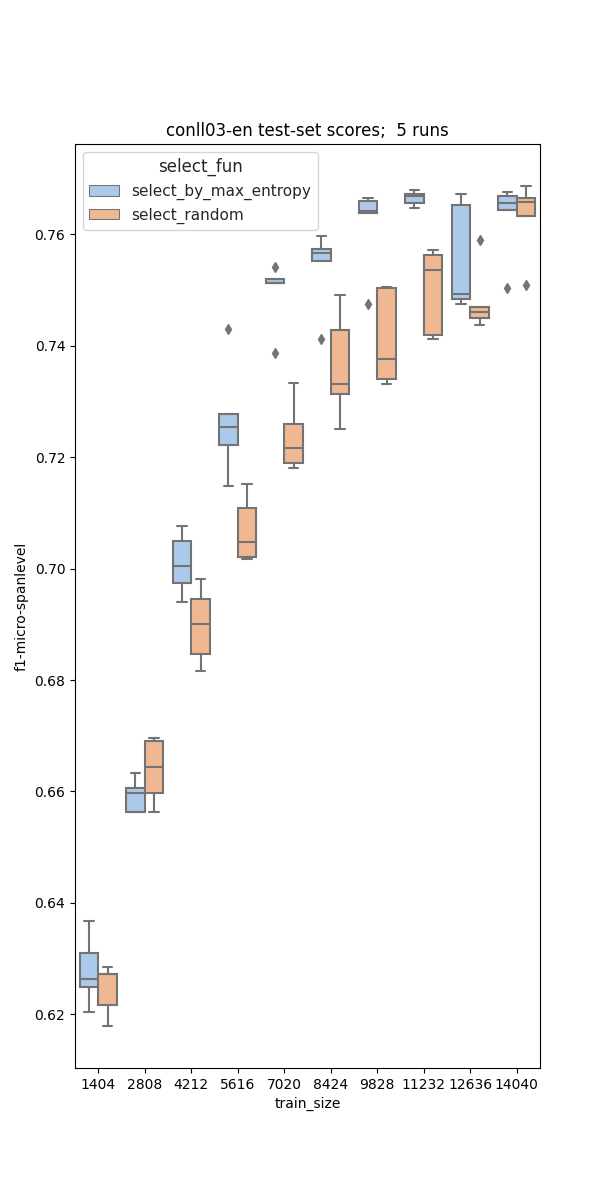 conll03-en test-set scores;  5 runs
select_fun
select_by_max_entropy
select_random
f1-micro-spanlevel
0.76
0.74
0.72
0.70
0.68
0.66
0.64
0.62
1404 2808 4212 5616 7020 8424 9828 11232 12636 14040
train_size